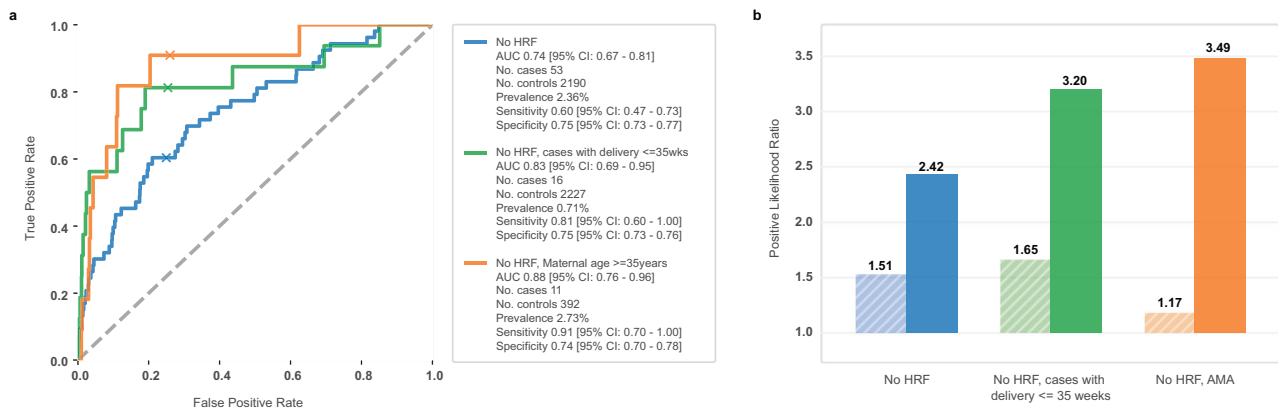 a
1.0
0.8
0.6
0.4
0.2
0.0
True Positive Rate
0.0
0.2
0.4
0.6
0.8
1.0
False Positive Rate
No HRF
AUC 0.74 [95% CI: 0.67 - 0.81]
No. cases 53
No. controls 2190
Prevalence 2.36%
Sensitivity 0.60 [95% CI: 0.47 - 0.73]
Specificity 0.75 [95% CI: 0.73 - 0.77]
No HRF, cases with delivery <=35wks
AUC 0.83 [95% CI: 0.69 - 0.95]
No. cases 16
No. controls 2227
Prevalence 0.71%
Sensitivity 0.81 [95% CI: 0.60 - 1.00]
Specificity 0.75 [95% CI: 0.73 - 0.76]
No HRF, Maternal age >=35years
AUC 0.88 [95% CI: 0.76 - 0.96]
No. cases 11
No. controls 392
Prevalence 2.73%
Sensitivity 0.91 [95% CI: 0.70 - 1.00]
Specificity 0.74 [95% CI: 0.70 - 0.78]
b
3.5
3.0
2.5
2.0
1.5
1.0
Positive Likelihood Ratio
1.51
2.42
1.65
3.20
1.17
3.49
No HRF
No HRF, cases with
delivery <= 35 weeks
No HRF, AMA